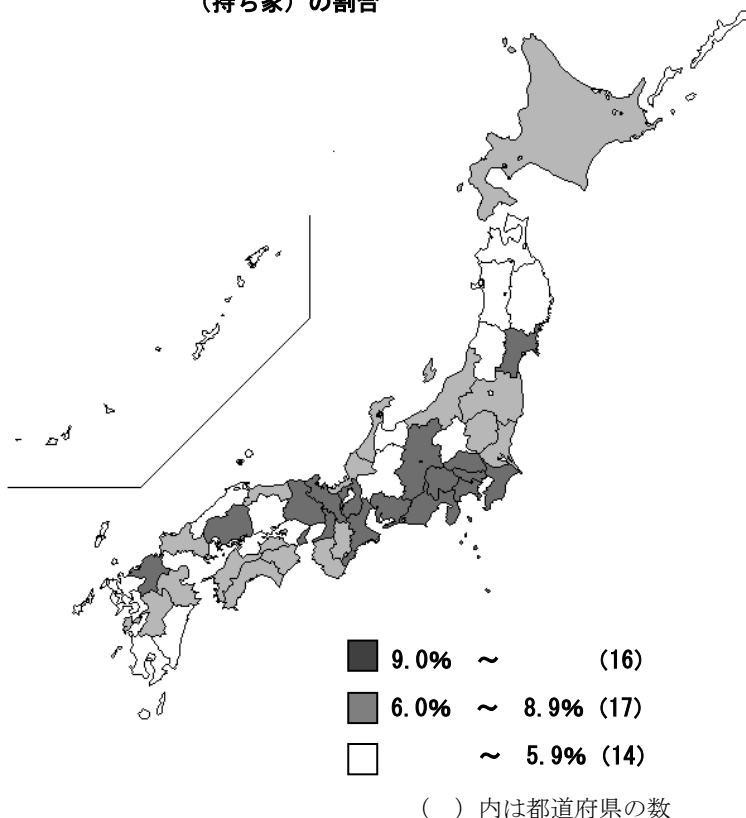 （持ち家）の割合
9.0% ～ (16)
6.0% ～ 8.9% (17)
～ 5.9% (14)
（ ）内は都道府県の数